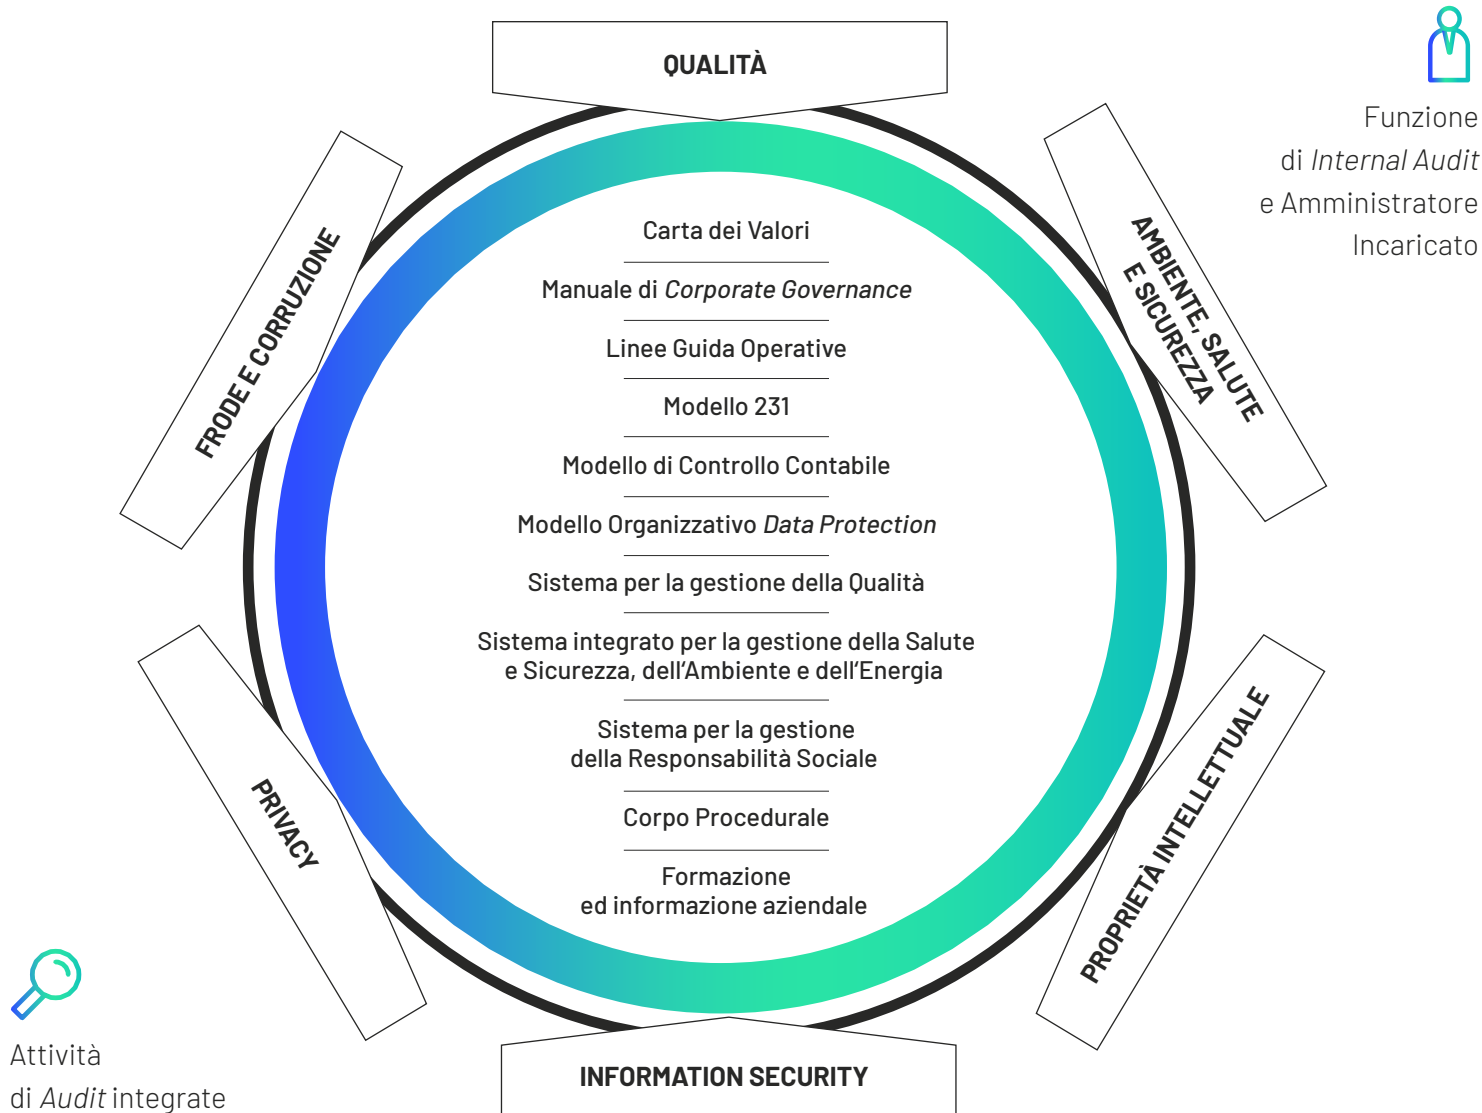 QUALITÀ
Funzione
di Internal Audit
e Amministratore
Incaricato
FRODE E CORRUZIONE
AMBIENTE, SALUTE
E SICUREZZA
Carta dei Valori
Manuale di Corporate Governance
Linee Guida Operative
Modello 231
Modello di Controllo Contabile
Modello Organizzativo Data Protection
Sistema per la gestione della Qualità
Sistema integrato per la gestione della Salute
e Sicurezza, dell’Ambiente e dell’Energia
Sistema per la gestione
della Responsabilità Sociale
Corpo Procedurale
Formazione
ed informazione aziendale
PRIVACY
PROPRIETÀ INTELLETTUALE
Attività
di Audit integrate
INFORMATION SECURITY